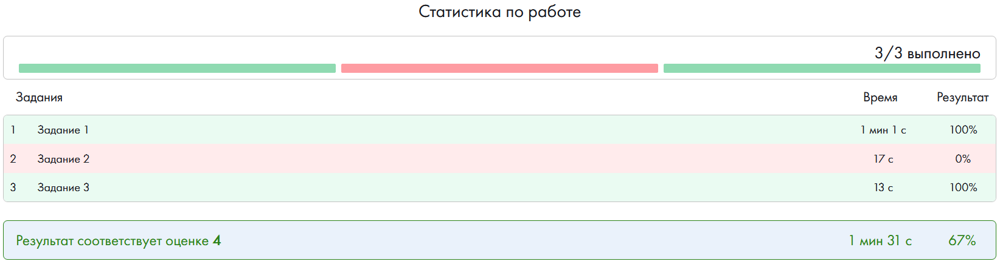 Статистика по работе
3/3 выполнено
Задания Время Результат
1 Задание 1 1 мин 1 с 100%
2 Задание 2 17 с 0%
3 Задание 3 13 с 100%
Результат соответствует оценке 4 1 мин 31 с 67%